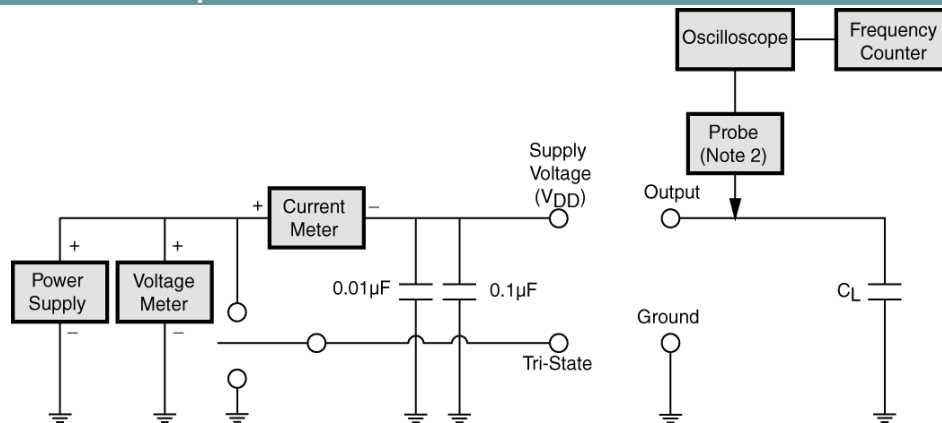 Oscilloscope
Frequency
Counter
Probe
(Note 2)
Supply
Voltage
(VDD)
Output
+
Current
Meter
−
+
Power
Supply
−
+
Voltage
Meter
−
0.01µF
0.1µF
CL
Ground
Tri-State